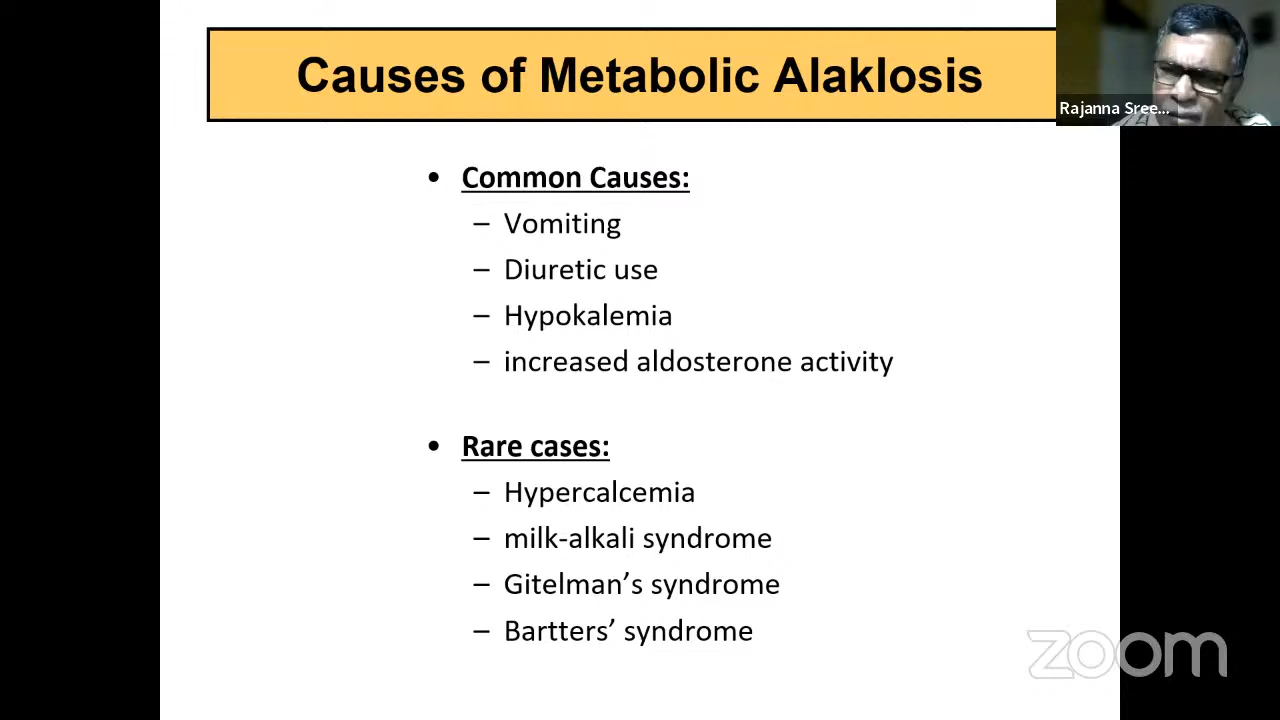 Causes of Metabolic Alaklosis
Rajanna Sree...
• Common Causes:
– Vomiting
– Diuretic use
– Hypokalemia
– increased aldosterone activity
• Rare cases:
– Hypercalcemia
– milk-alkali syndrome
– Gitelman’s syndrome
– Bartters’ syndrome
zoom